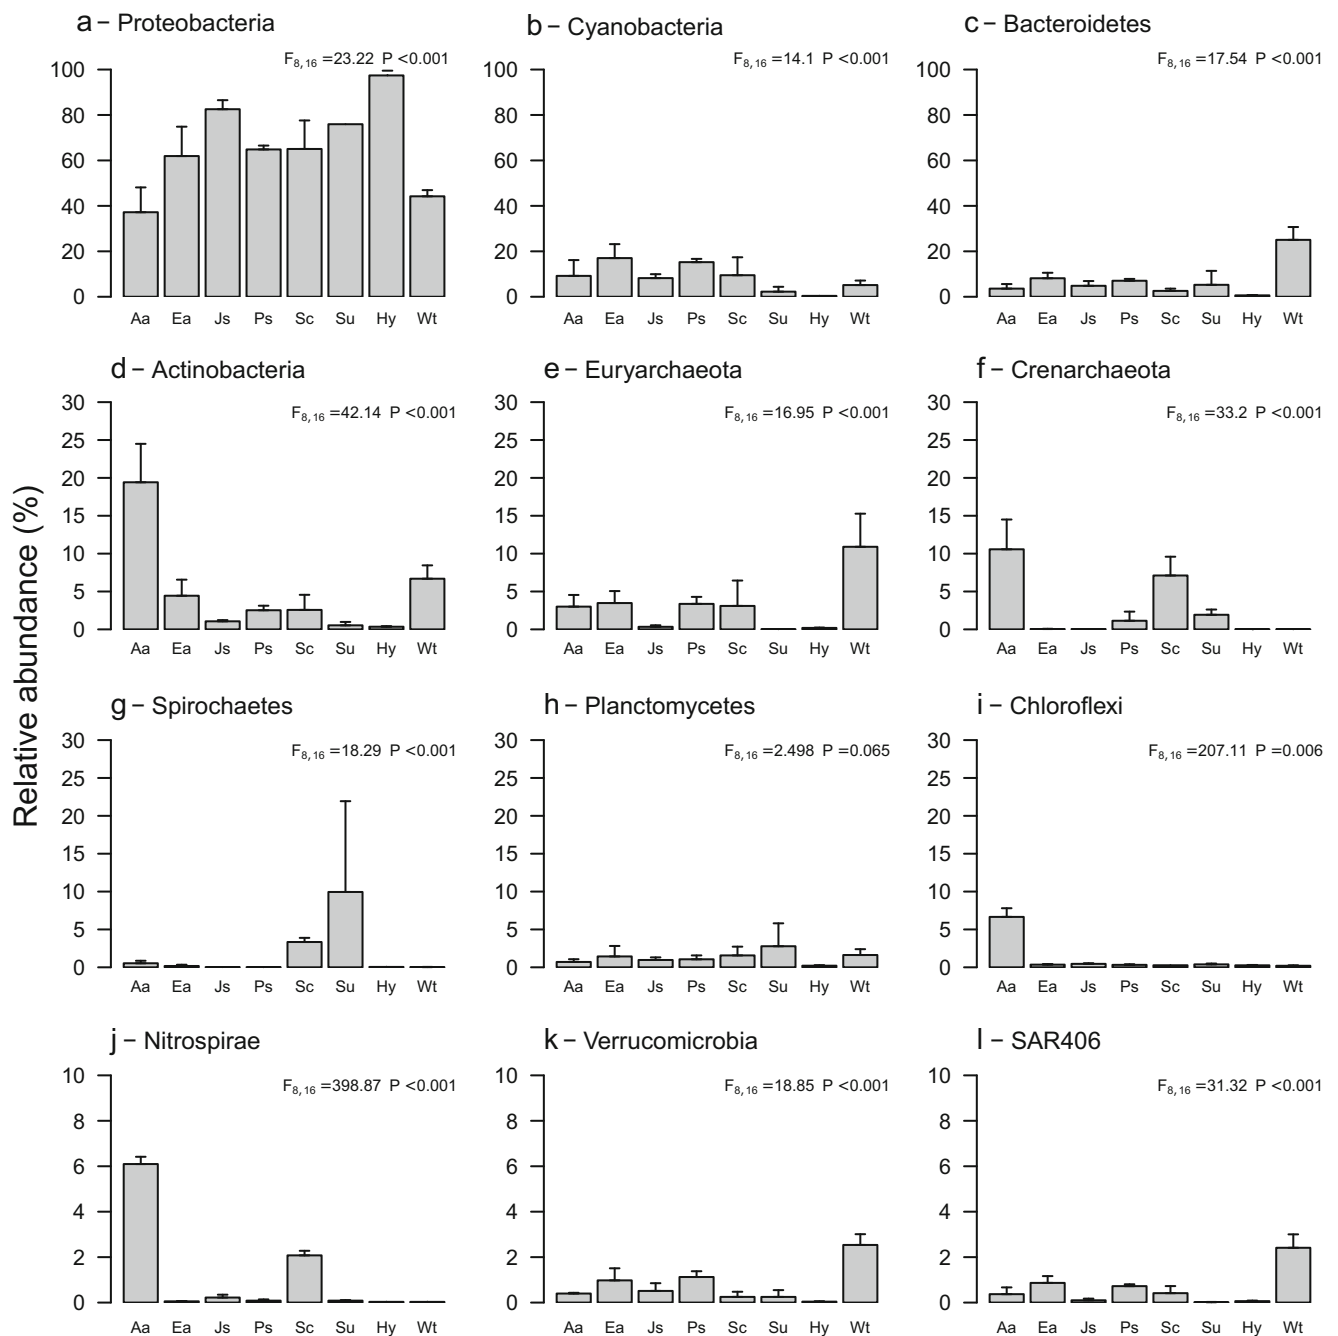 a – Proteobacteria
F8, 16 =23.22 P <0.001
100
80
60
40
20
0
Aa Ea Js Ps Sc Su Hy Wt
b – Cyanobacteria
F8, 16 =14.1 P <0.001
100
80
60
40
20
0
Aa Ea Js Ps Sc Su Hy Wt
c – Bacteroidetes
F8, 16 =17.54 P <0.001
100
80
60
40
20
0
Aa Ea Js Ps Sc Su Hy Wt
Relative abundance (%)
d – Actinobacteria
F8, 16 =42.14 P <0.001
30
25
20
15
10
5
0
Aa Ea Js Ps Sc Su Hy Wt
e – Euryarchaeota
F8, 16 =16.95 P <0.001
30
25
20
15
10
5
0
Aa Ea Js Ps Sc Su Hy Wt
f – Crenarchaeota
F8, 16 =33.2 P <0.001
30
25
20
15
10
5
0
Aa Ea Js Ps Sc Su Hy Wt
g – Spirochaetes
F8, 16 =18.29 P <0.001
30
25
20
15
10
5
0
Aa Ea Js Ps Sc Su Hy Wt
h – Planctomycetes
F8, 16 =2.498 P =0.065
30
25
20
15
10
5
0
Aa Ea Js Ps Sc Su Hy Wt
i – Chloroflexi
F8, 16 =207.11 P =0.006
30
25
20
15
10
5
0
Aa Ea Js Ps Sc Su Hy Wt
j – Nitrospirae
F8, 16 =398.87 P <0.001
10
8
6
4
2
0
Aa Ea Js Ps Sc Su Hy Wt
k – Verrucomicrobia
F8, 16 =18.85 P <0.001
10
8
6
4
2
0
Aa Ea Js Ps Sc Su Hy Wt
l – SAR406
F8, 16 =31.32 P <0.001
10
8
6
4
2
0
Aa Ea Js Ps Sc Su Hy Wt